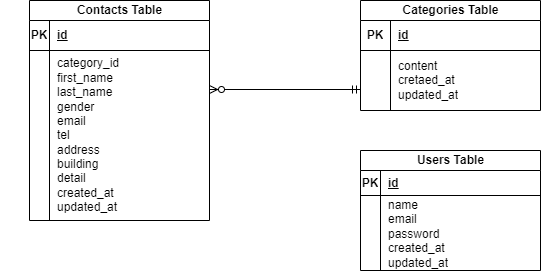 Contacts Table
PK id
category_id
first_name
last_name
gender
email
tel
address
building
detail
created_at
updated_at
Categories Table
PK id
content
cretaed_at
updated_at
Users Table
PK id
name
email
password
created_at
updated_at